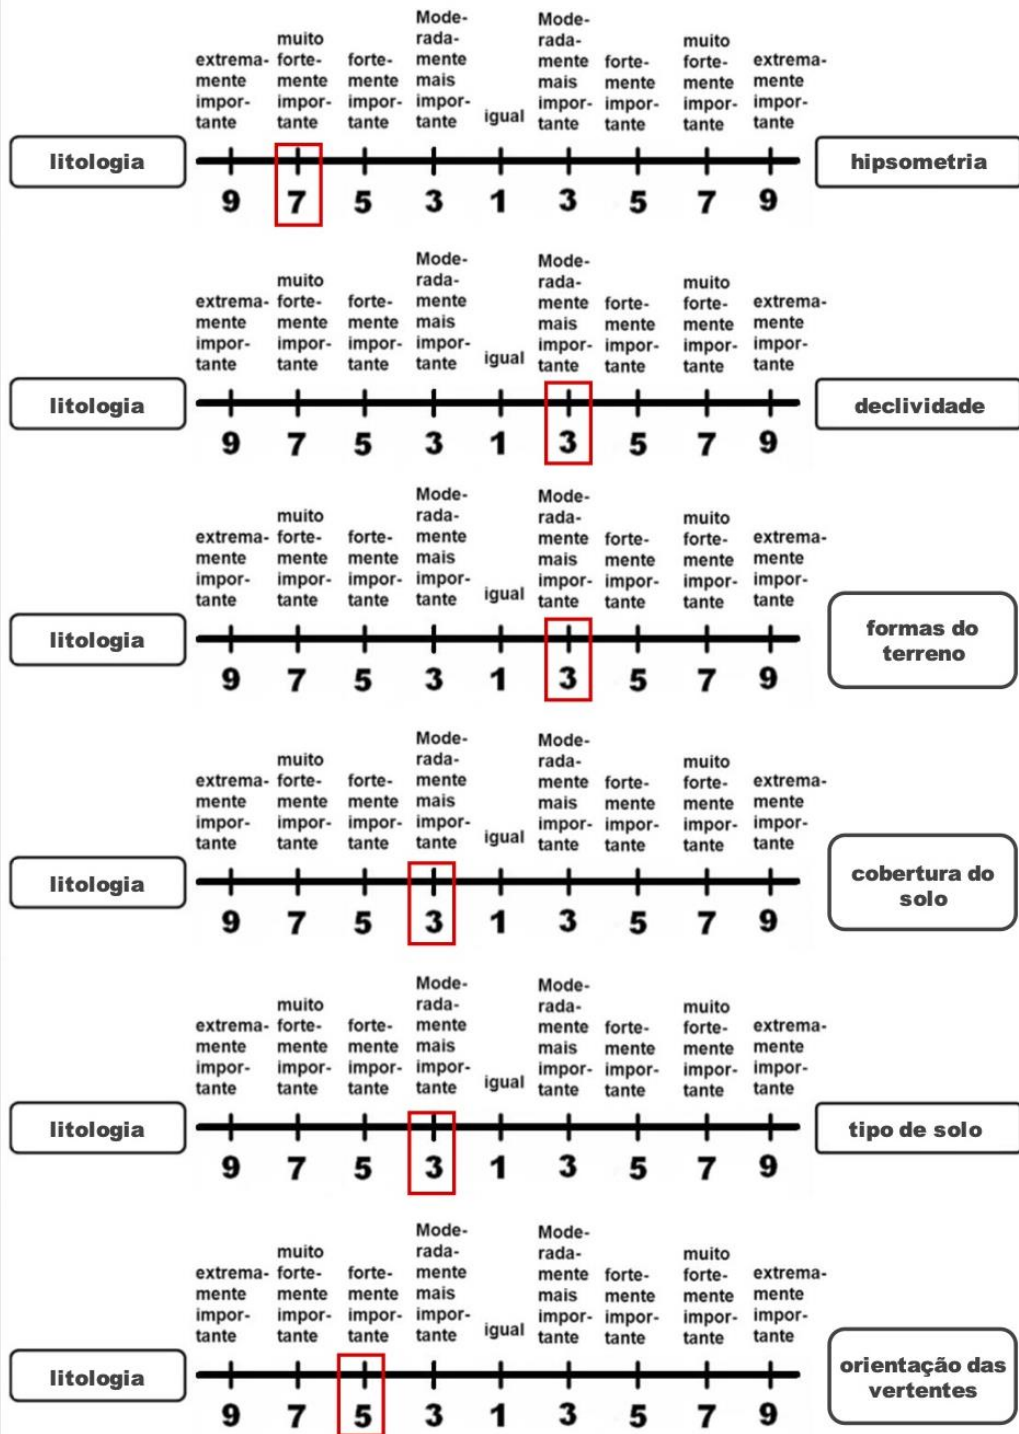 extrema-
mente
impor-
tante
muito
forte-
mente
impor-
tante
forte-
mente
impor-
tante
Mode-
rada-
mente
mais
impor-
tante
igual
Mode-
rada-
mente
mais
impor-
tante
forte-
mente
impor-
tante
muito
forte-
mente
impor-
tante
extrema-
mente
impor-
tante
litologia
hipsometria
9 7 5 3 1 3 5 7 9
extrema-
mente
impor-
tante
muito
forte-
mente
impor-
tante
forte-
mente
impor-
tante
Mode-
rada-
mente
mais
impor-
tante
igual
Mode-
rada-
mente
mais
impor-
tante
forte-
mente
impor-
tante
muito
forte-
mente
impor-
tante
extrema-
mente
impor-
tante
litologia
declividade
9 7 5 3 1 3 5 7 9
extrema-
mente
impor-
tante
muito
forte-
mente
impor-
tante
forte-
mente
impor-
tante
Mode-
rada-
mente
mais
impor-
tante
igual
Mode-
rada-
mente
mais
impor-
tante
forte-
mente
impor-
tante
muito
forte-
mente
impor-
tante
extrema-
mente
impor-
tante
litologia
formas do
terreno
9 7 5 3 1 3 5 7 9
extrema-
mente
impor-
tante
muito
forte-
mente
impor-
tante
forte-
mente
impor-
tante
Mode-
rada-
mente
mais
impor-
tante
igual
Mode-
rada-
mente
mais
impor-
tante
forte-
mente
impor-
tante
muito
forte-
mente
impor-
tante
extrema-
mente
impor-
tante
litologia
cobertura do
solo
9 7 5 3 1 3 5 7 9
extrema-
mente
impor-
tante
muito
forte-
mente
impor-
tante
forte-
mente
impor-
tante
Mode-
rada-
mente
mais
impor-
tante
igual
Mode-
rada-
mente
mais
impor-
tante
forte-
mente
impor-
tante
muito
forte-
mente
impor-
tante
extrema-
mente
impor-
tante
litologia
tipo de solo
9 7 5 3 1 3 5 7 9
extrema-
mente
impor-
tante
muito
forte-
mente
impor-
tante
forte-
mente
impor-
tante
Mode-
rada-
mente
mais
impor-
tante
igual
Mode-
rada-
mente
mais
impor-
tante
forte-
mente
impor-
tante
muito
forte-
mente
impor-
tante
extrema-
mente
impor-
tante
litologia
orientação das
vertentes
9 7 5 3 1 3 5 7 9